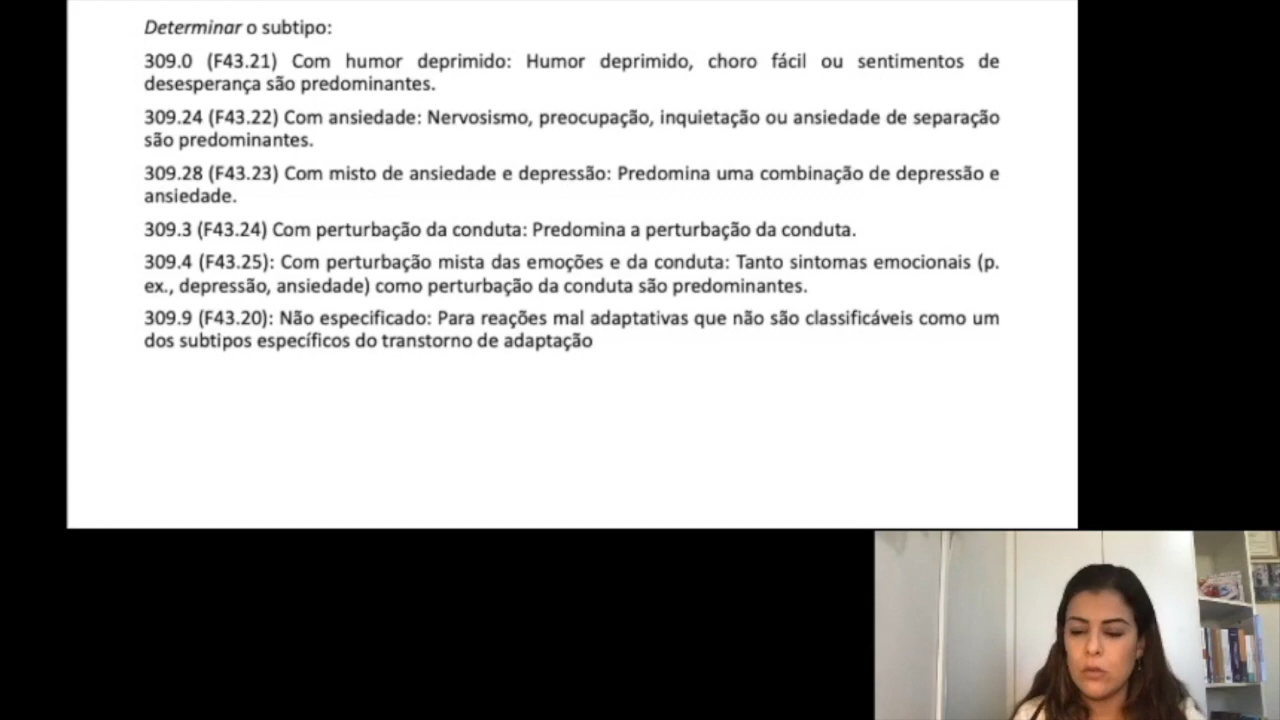 Determinar o subtipo:
309.0 (F43.21) Com humor deprimido: Humor deprimido, choro fácil ou sentimentos de
desesperança são predominantes.
309.24 (F43.22) Com ansiedade: Nervosismo, preocupação, inquietação ou ansiedade de separação
são predominantes.
309.28 (F43.23) Com misto de ansiedade e depressão: Predomina uma combinação de depressão e
ansiedade.
309.3 (F43.24) Com perturbação da conduta: Predomina a perturbação da conduta.
309.4 (F43.25): Com perturbação mista das emoções e da conduta: Tanto sintomas emocionais (p.
ex., depressão, ansiedade) como perturbação da conduta são predominantes.
309.9 (F43.20): Não especificado: Para reações mal adaptativas que não são classificáveis como um
dos subtipos específicos do transtorno de adaptação